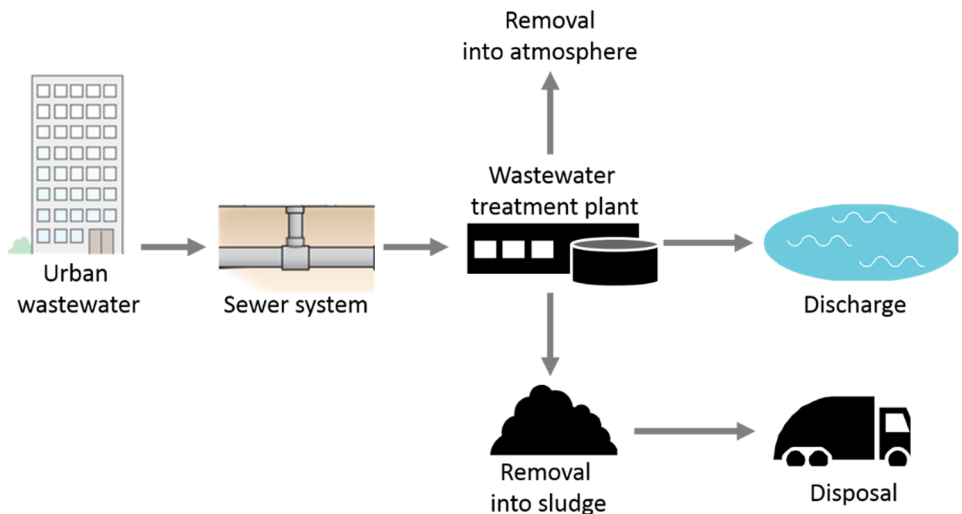 Removal
into atmosphere
Wastewater
treatment plant
Urban
wastewater
Sewer system
Discharge
Removal
into sludge
Disposal